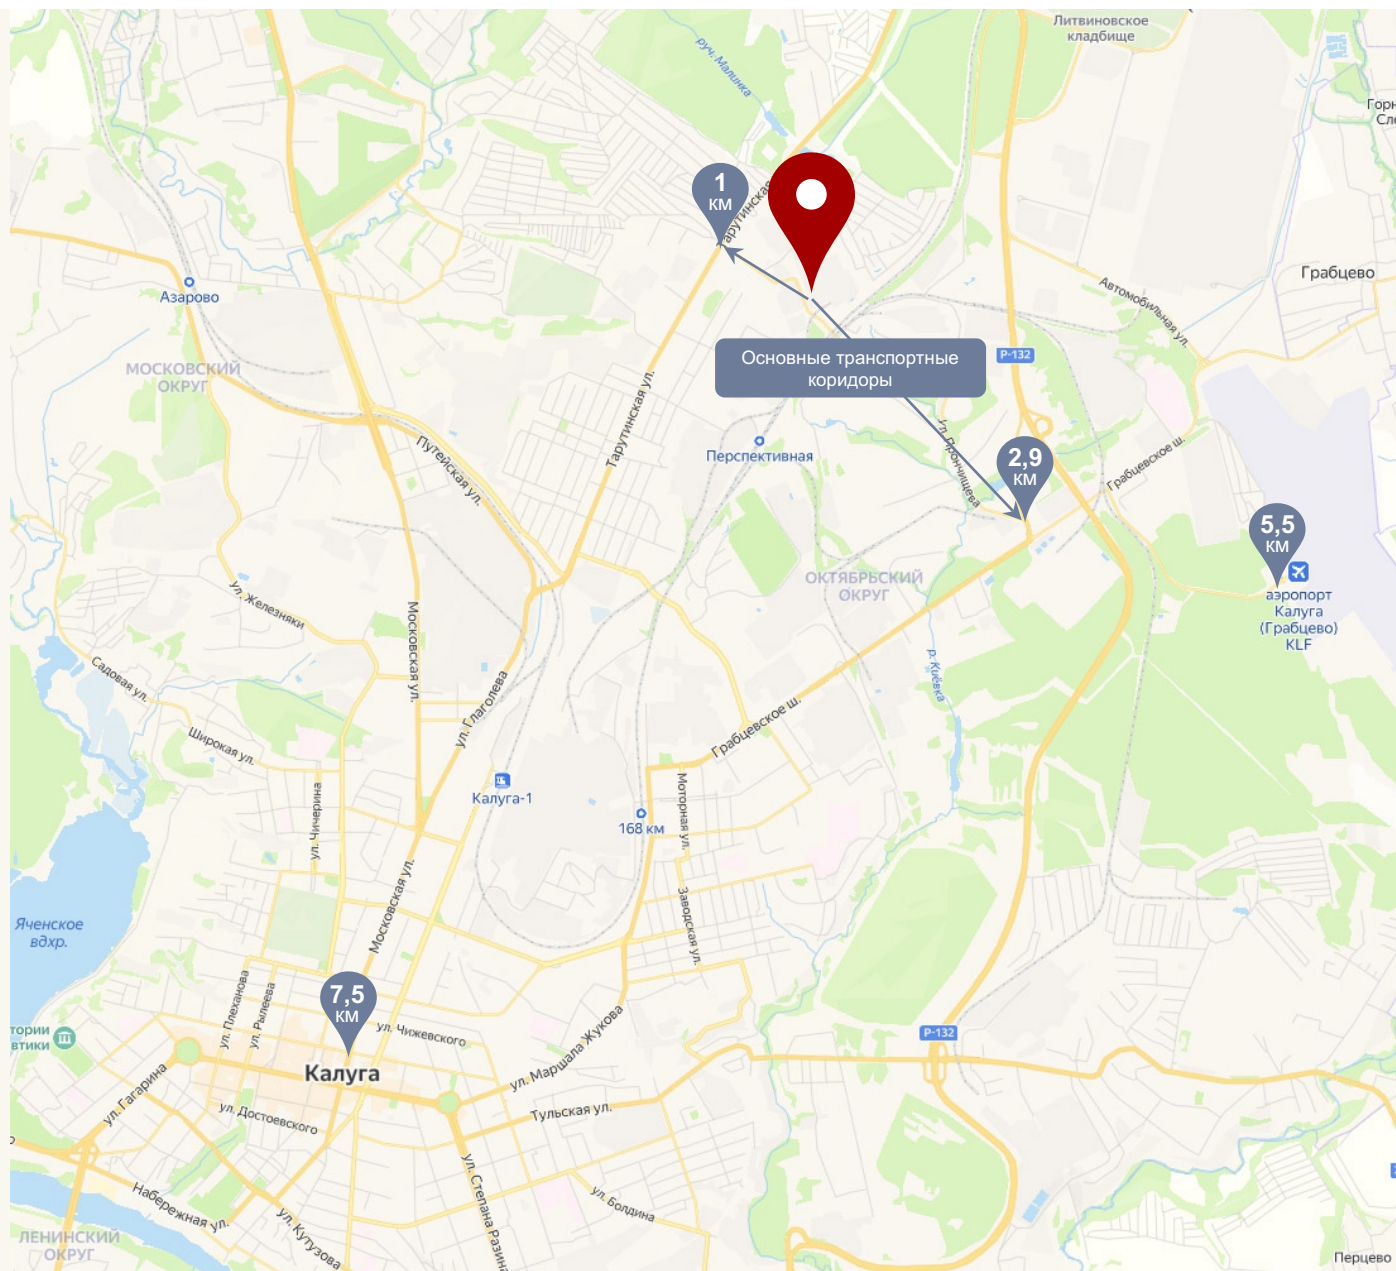 Литвиновское
кладбище
руч. Малинка
Горн
Сло
1
км
Тарутинская
Грабцево
Азарово
Автомобильная ул.
Основные транспортные
коридоры
Р-132
МОСКОВСКИЙ
ОКРУГ
Тарутинская ул.
Путейская ул.
Перспективная
ул. Прончищева
Грабцевское ш.
2,9
км
5,5
км
аэропорт
Калуга
(Грабцево)
KLF
ОКТЯБРЬСКИЙ
ОКРУГ
ул. Железняки
Московская ул.
Садовая ул.
р. Киёвка
ул. Глаголева
Широкая ул.
Грабцевское ш.
Калуга-1
ул. Чичерина
Моторная ул.
168 км
Московская ул.
Заводская ул.
Яченское
вдхр.
ул. Плеханова
ул. Рылеева
7,5
км
ул. Чижевского
тории
втики
ул. Маршала Жукова
Р-132
Калуга
ул. Гагарина
ул. Достоевского
Тульская ул.
ул. Степана Разина
Набережная ул.
ул. Кутузова
ул. Болдина
ЛЕНИНСКИЙ
ОКРУГ
Перцево